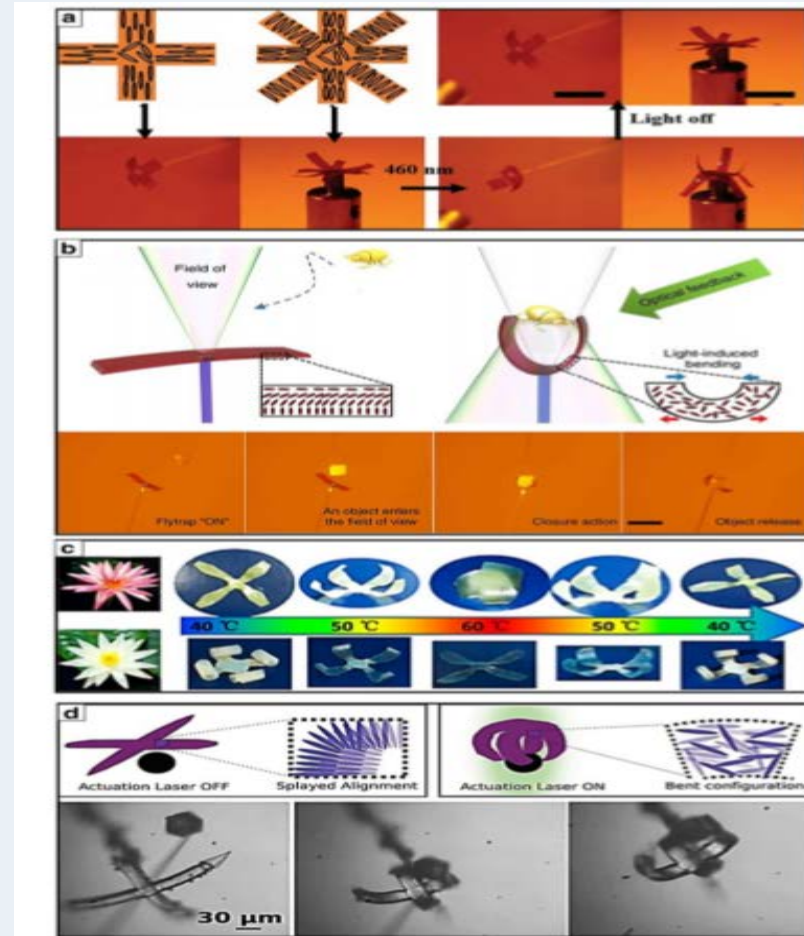 a
Light off
460 nm
b
Field of
view
Optical feedback
Light-induced
bending
Flytrap "ON"
An object enters
the field of view
Closure action
Object release
c
40 ℃
50 ℃
60 ℃
50 ℃
40 ℃
d
Actuation Laser OFF
Splayed Alignment
Actuation Laser ON
Bent configuration
30 µm